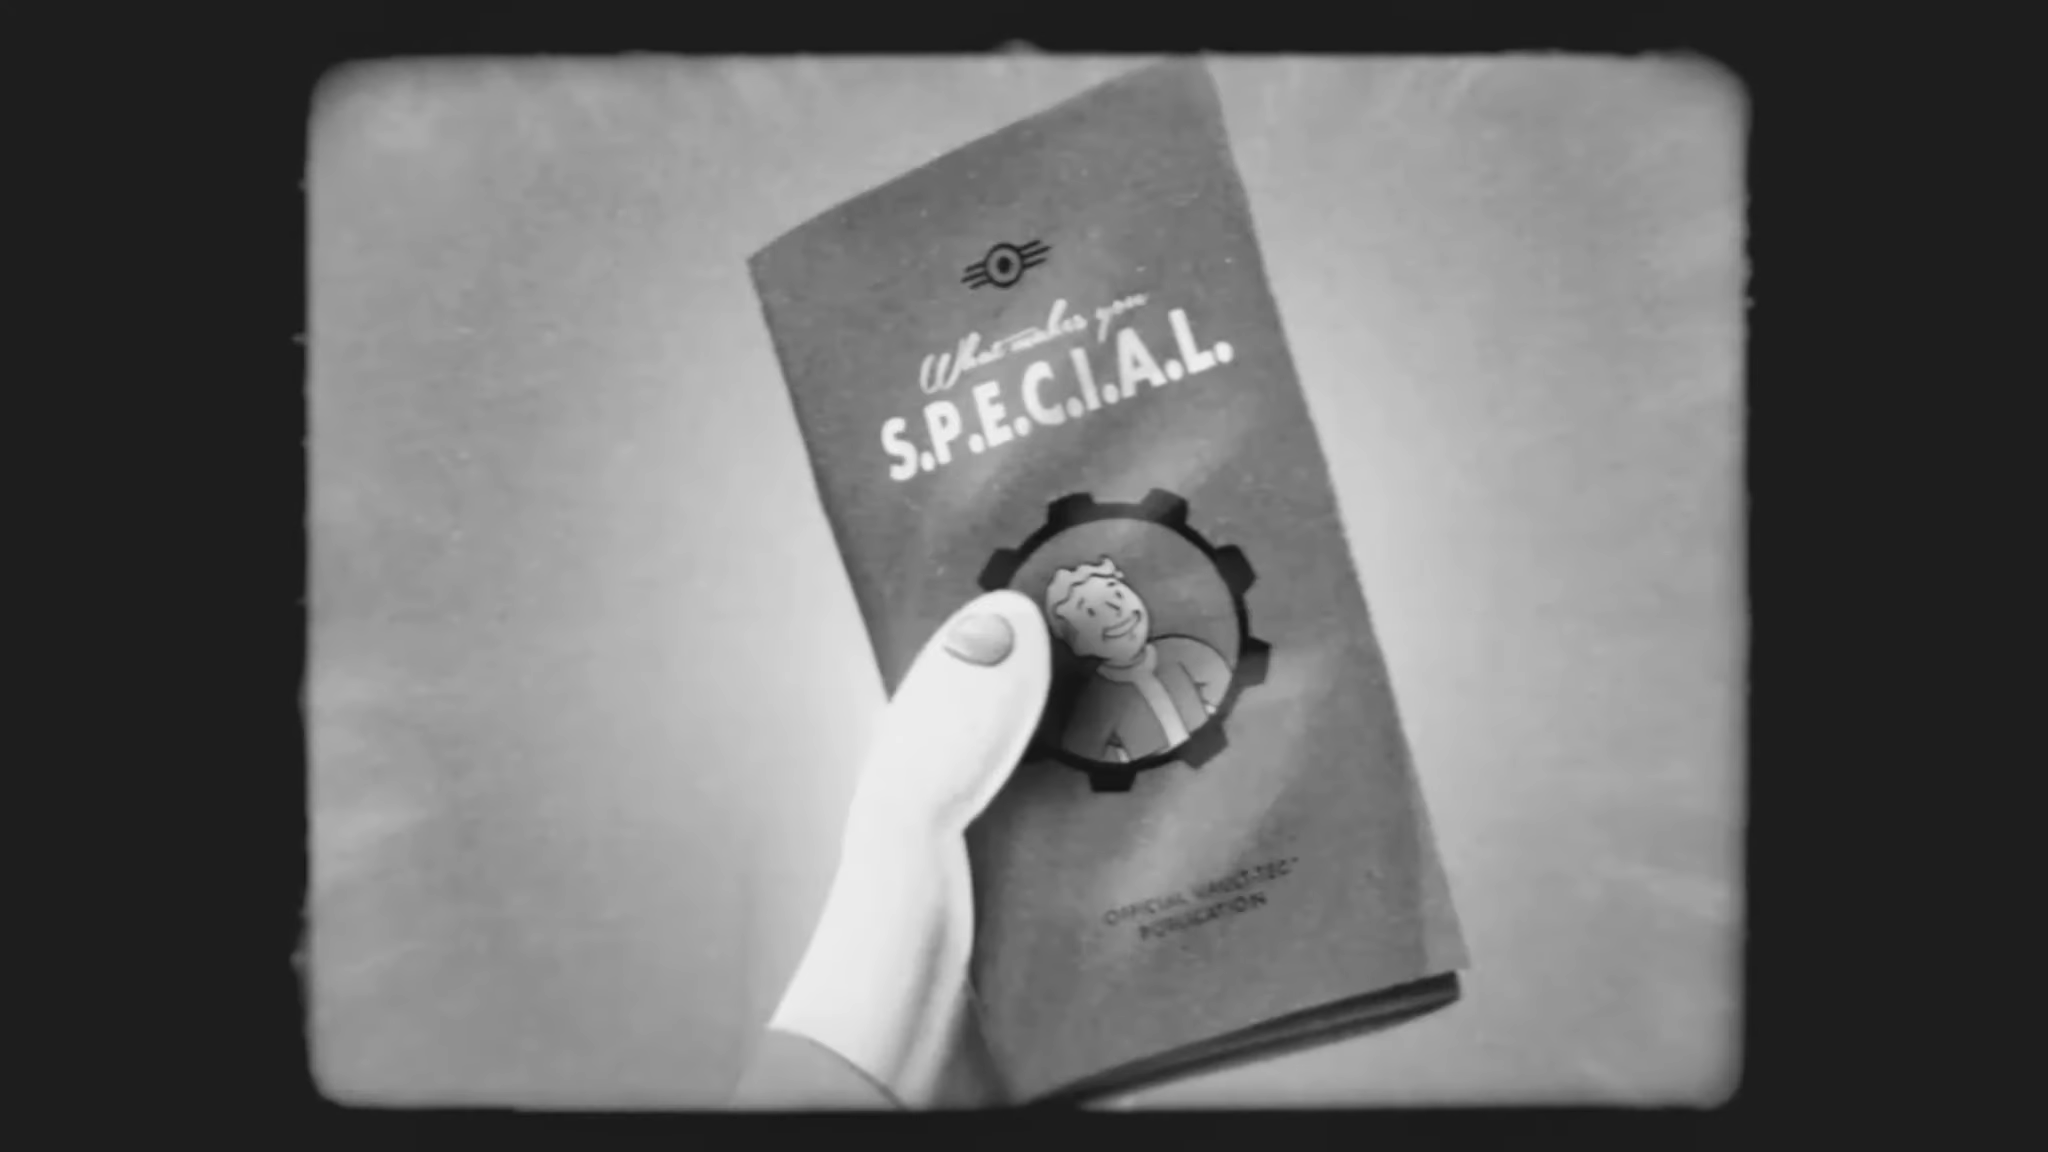 What makes you
S.P.E.C.I.A.L.
OFFICIAL VAULT-TEC
PUBLICATION